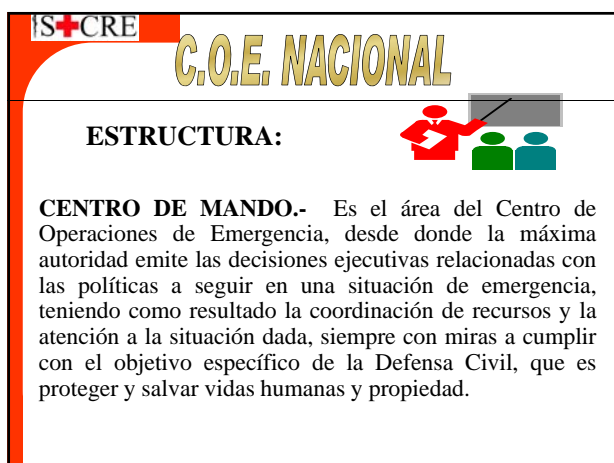 IS+CRE
C.O.E. NACIONAL
ESTRUCTURA:
CENTRO DE MANDO.- Es el área del Centro de
Operaciones de Emergencia, desde donde la máxima
autoridad emite las decisiones ejecutivas relacionadas con
las políticas a seguir en una situación de emergencia,
teniendo como resultado la coordinación de recursos y la
atención a la situación dada, siempre con miras a cumplir
con el objetivo específico de la Defensa Civil, que es
proteger y salvar vidas humanas y propiedad.